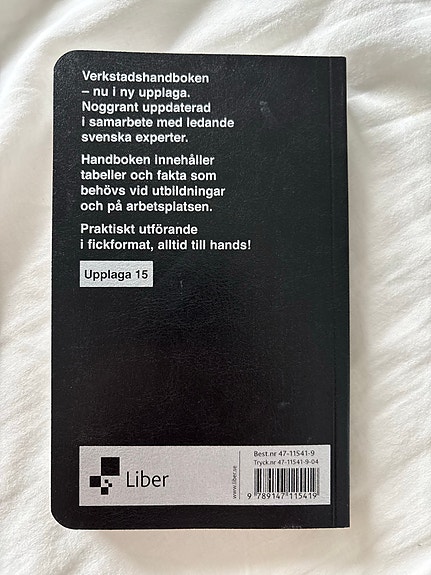 Verkstadshandboken
– nu i ny upplaga.
Noggrant uppdaterad
i samarbete med ledande
svenska experter.
Handboken innehåller
tabeller och fakta som
behövs vid utbildningar
och på arbetsplatsen.
Praktiskt utförande
i fickformat, alltid till hands!
Upplaga 15
Liber
www.liber.se
Best.nr 47-11541-9
Tryck.nr 47-11541-9-04
9 789147 115419